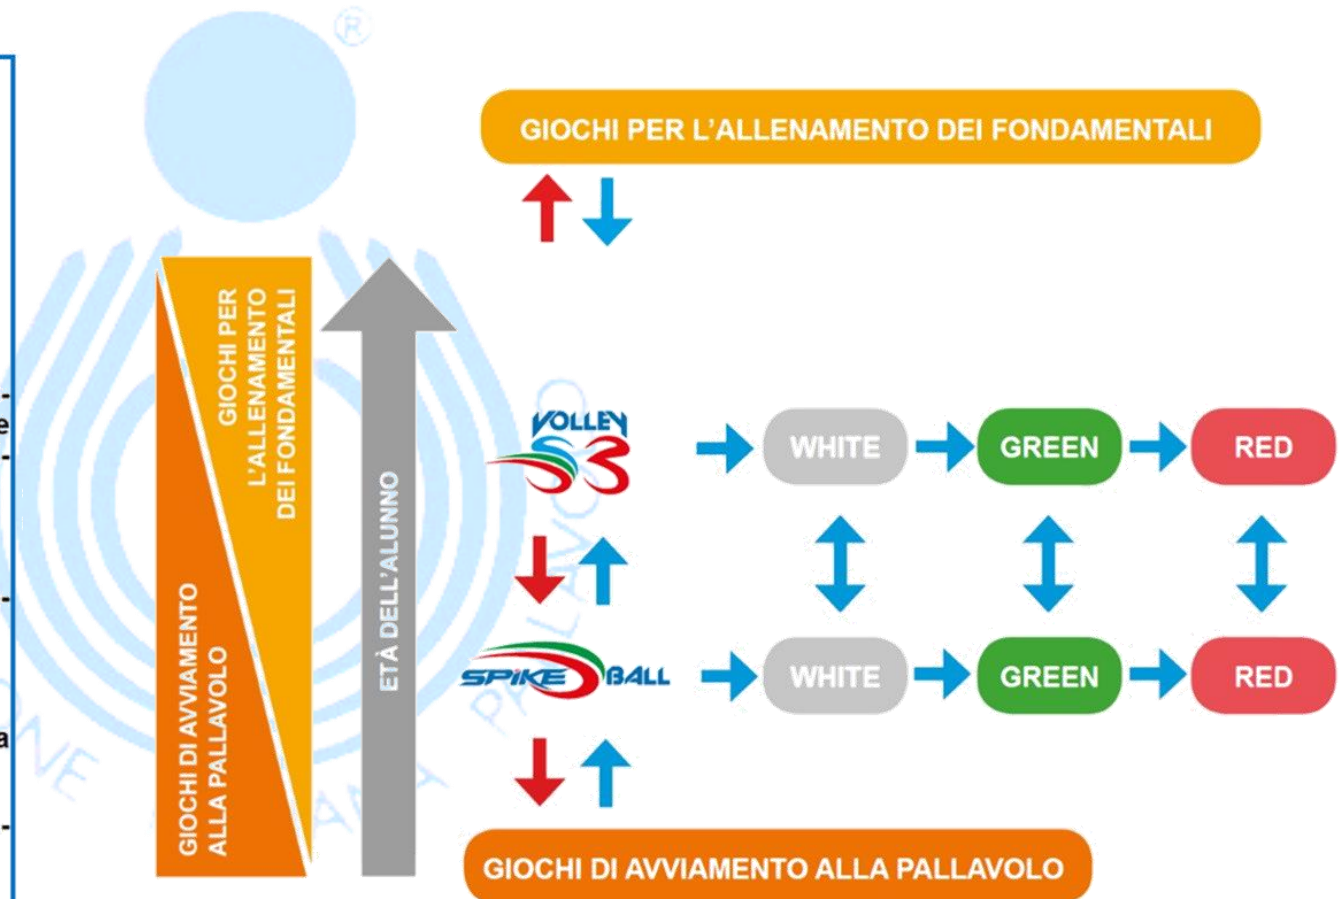 GIOCHI PER L'ALLENAMENTO DEI FONDAMENTALI
GIOCHI PER
L'ALLENAMENTO
DEI FONDAMENTALI
ETÀ DELL'ALUNNO
GIOCHI DI AVVIAMENTO
ALLA PALLAVOLO
VOLLEY
S3
WHITE
GREEN
RED
SPIKE BALL
WHITE
GREEN
RED
GIOCHI DI AVVIAMENTO ALLA PALLAVOLO
®
PALLAVOLO